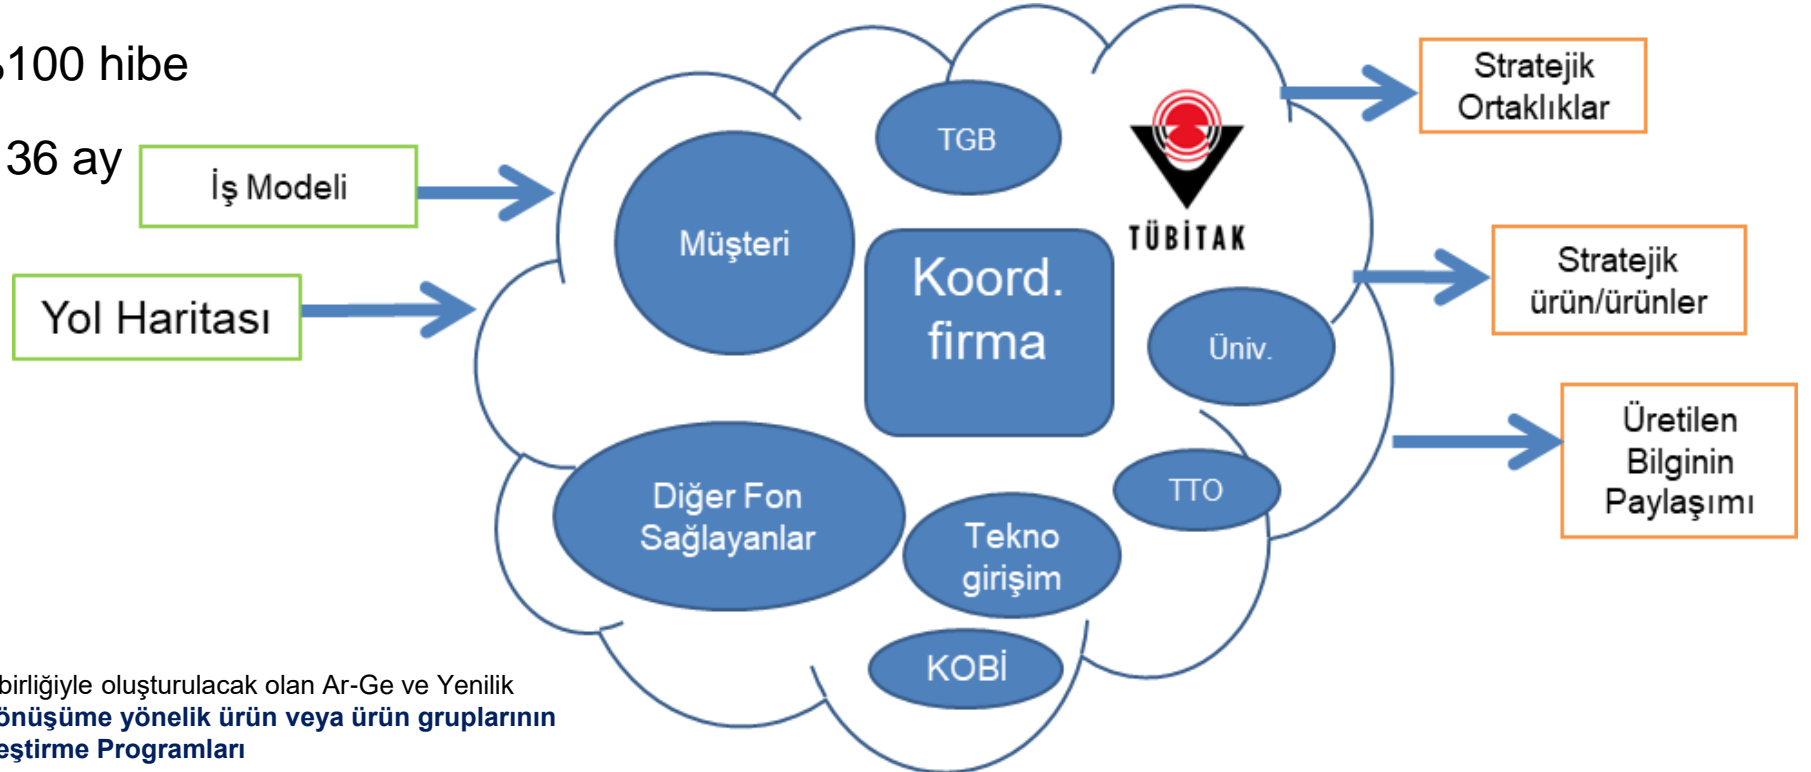 100 hibe
36 ay
İş Modeli
Yol Haritası
Müşteri
TGB
TÜBİTAK
Koord.
firma
Üniv.
TTO
Diğer Fon
Sağlayanlar
Tekno
girişim
KOBİ
Stratejik
Ortaklıklar
Stratejik
ürün/ürünler
Üretilen
Bilginin
Paylaşımı
birliğiyle oluşturulacak olan Ar-Ge ve Yenilik
önüşüme yönelik ürün veya ürün gruplarının
eştirme Programları